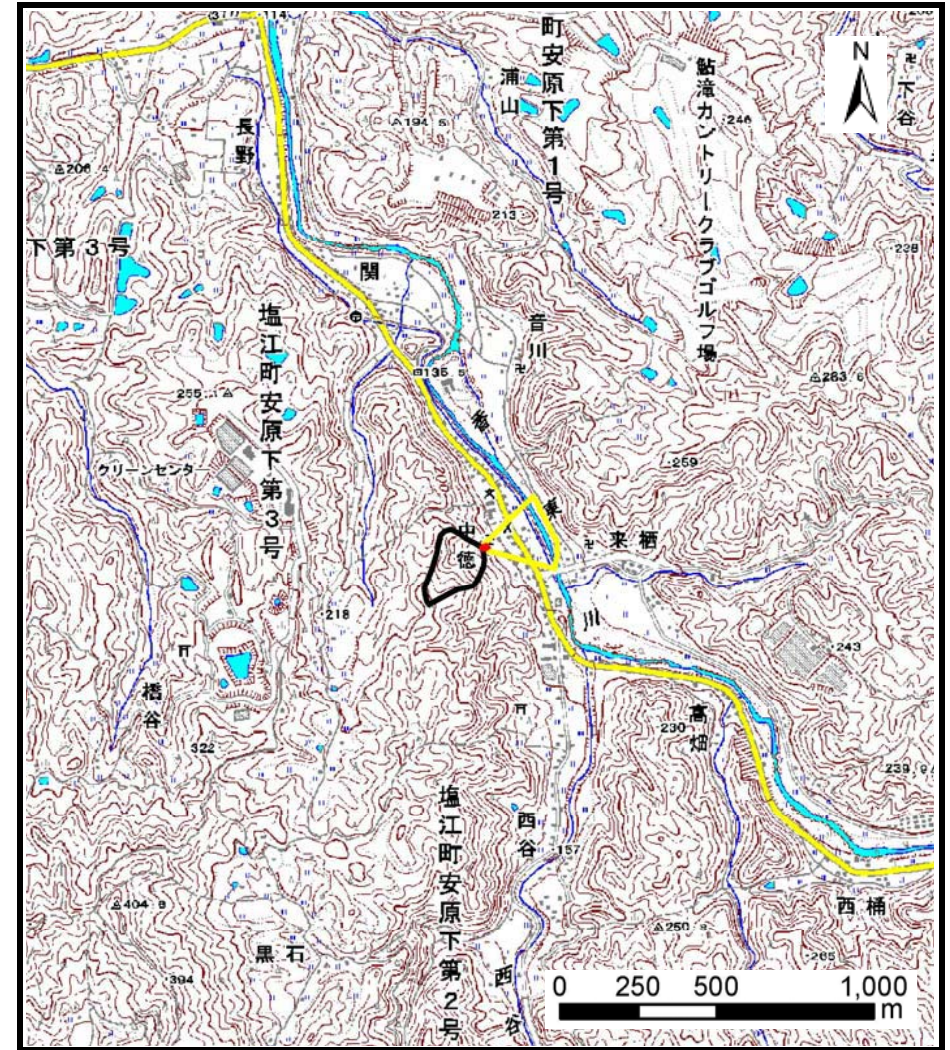 114
町安原下第1号
浦山
鮎滝カントリークラブゴルフ場
N
下谷
長野
194.5
246
206.4
213
238
下第3号
関
塩江町安原下第3号
音川
135.5
283.6
255
クリーンセンター
香
259
東
中徳
来栖
218
川
243
橋谷
322
230
高畑
239.9
塩江町安原下第2号
西谷
157
404.8
西桶
黒石
250.8
394
265
西谷
0 250 500 1,000
m